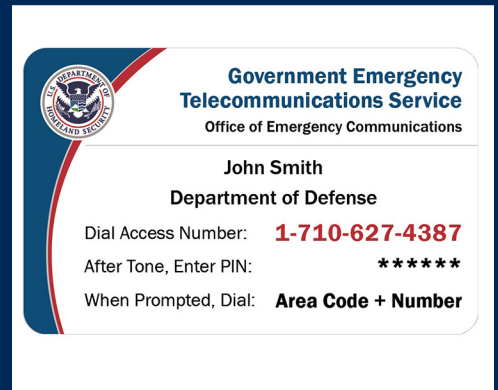 U.S. DEPARTMENT OF
HOMELAND SECURITY
Government Emergency
Telecommunications Service
Office of Emergency Communications
John Smith
Department of Defense
Dial Access Number: 1-710-627-4387
After Tone, Enter PIN: ******
When Prompted, Dial: Area Code + Number